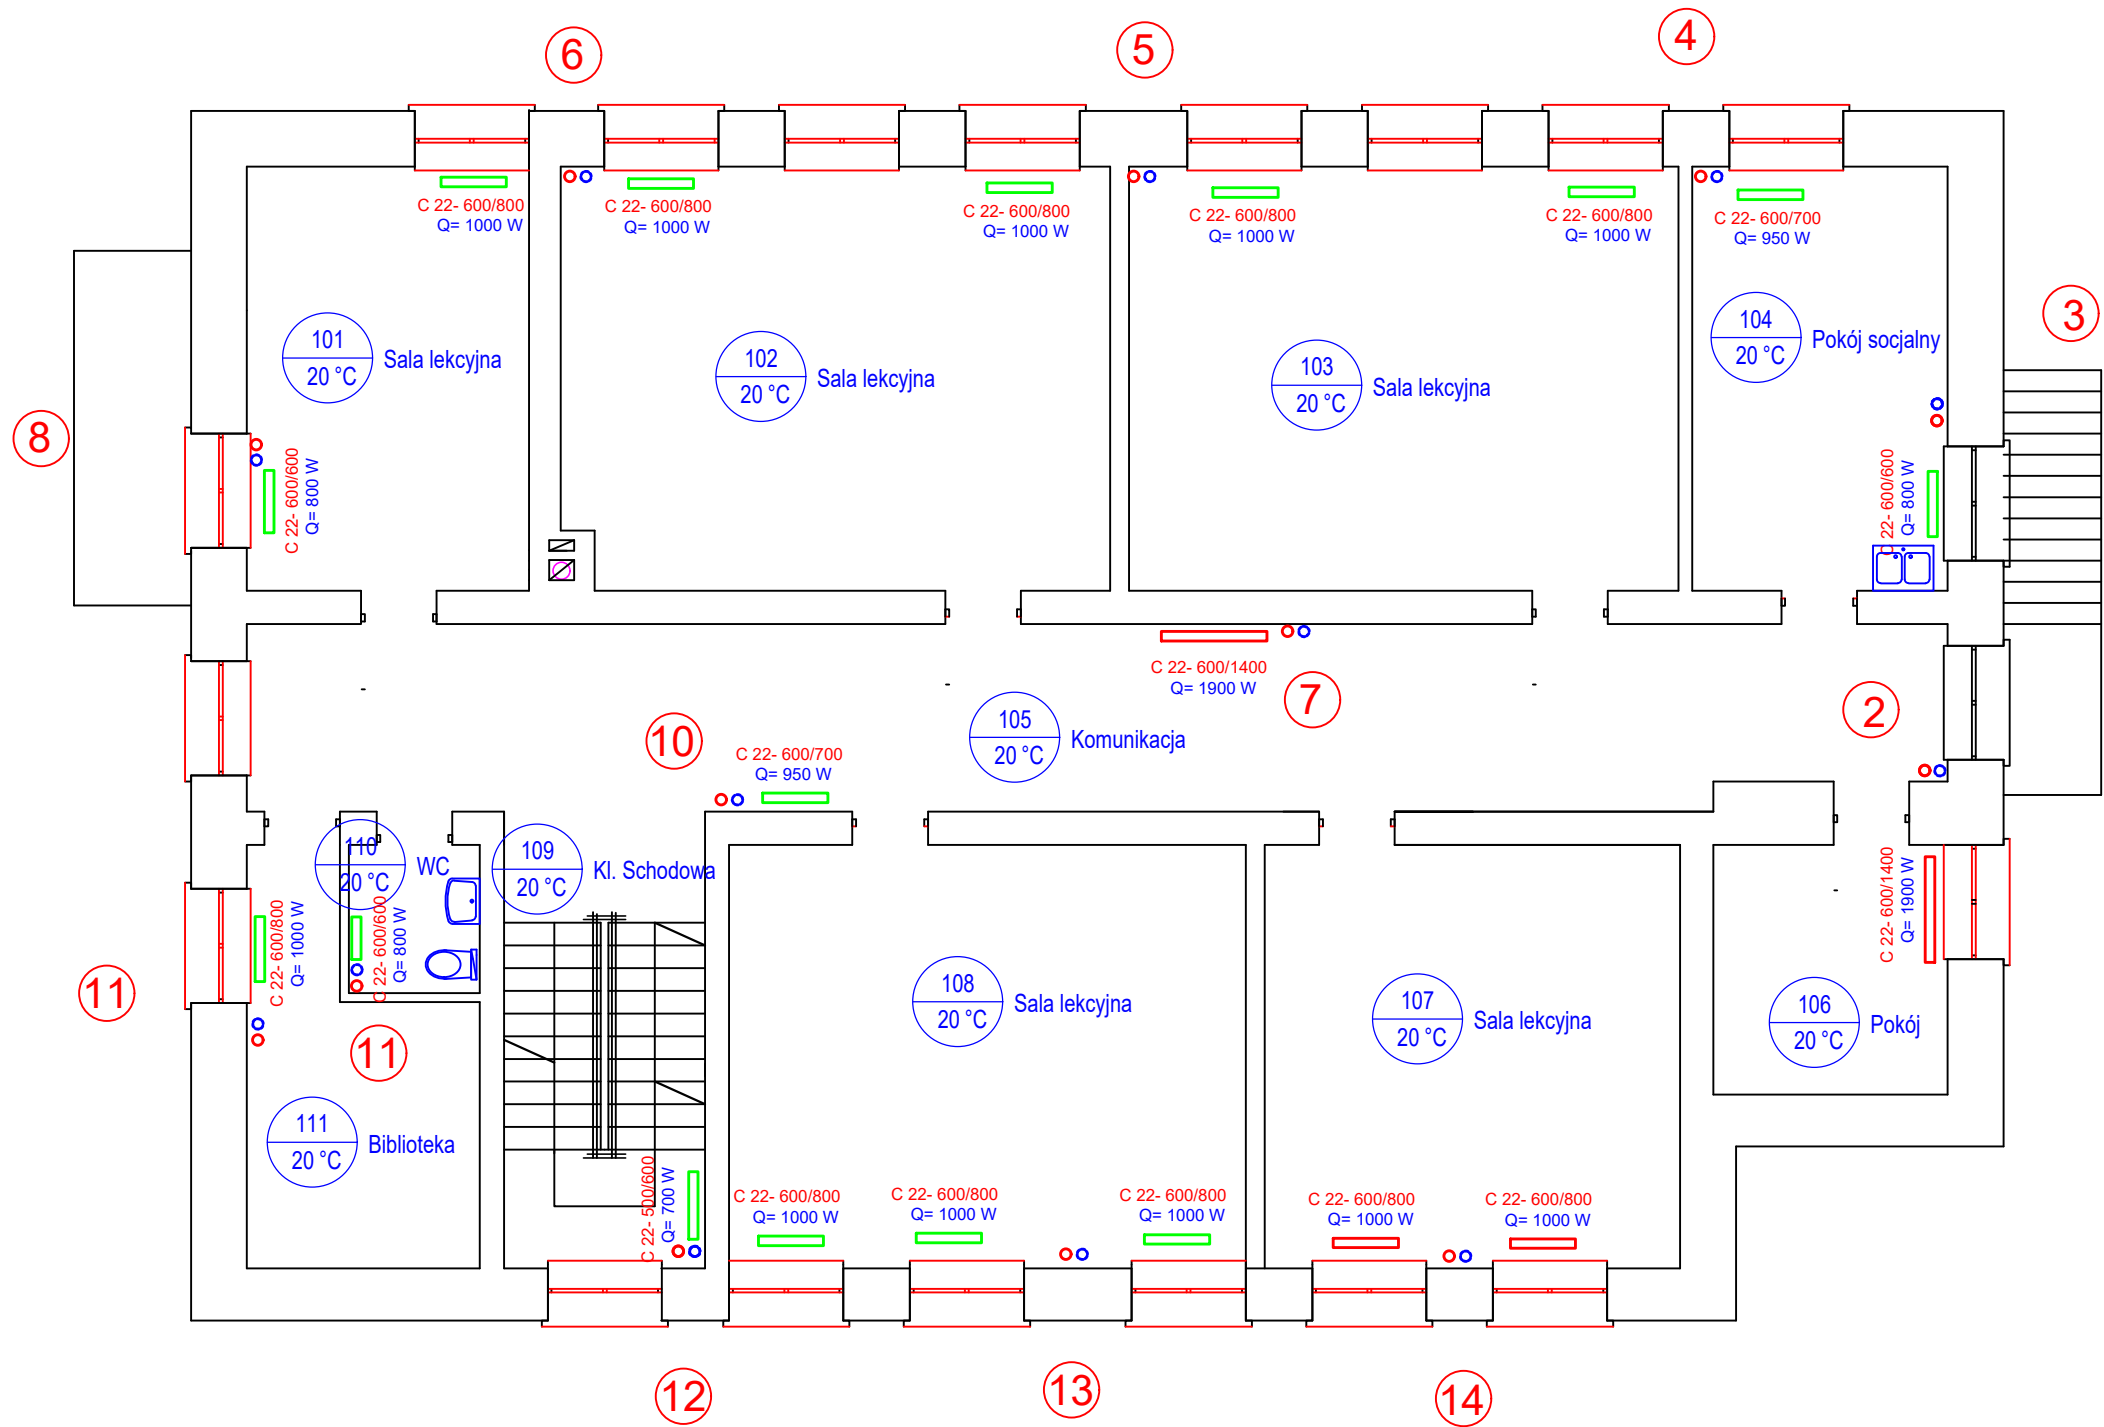 6
5
4
C 22- 600/800
Q= 1000 W
C 22- 600/800
Q= 1000 W
C 22- 600/800
Q= 1000 W
C 22- 600/800
Q= 1000 W
C 22- 600/800
Q= 1000 W
C 22- 600/700
Q= 950 W
3
101
20 °C
Sala lekcyjna
102
20 °C
Sala lekcyjna
103
20 °C
Sala lekcyjna
104
20 °C
Pokój socjalny
8
C 22- 600/600
Q= 800 W
C 22- 600/600
Q= 800 W
C 22- 600/1400
Q= 1900 W
7
2
10
105
20 °C
Komunikacja
C 22- 600/700
Q= 950 W
110
20 °C
WC
109
20 °C
Kl. Schodowa
C 22- 600/800
Q= 1000 W
C 22- 600/600
Q= 800 W
C 22- 600/1400
Q= 1900 W
11
11
108
20 °C
Sala lekcyjna
107
20 °C
Sala lekcyjna
106
20 °C
Pokój
111
20 °C
Biblioteka
C 22- 500/600
Q= 700 W
C 22- 600/800
Q= 1000 W
C 22- 600/800
Q= 1000 W
C 22- 600/800
Q= 1000 W
C 22- 600/800
Q= 1000 W
C 22- 600/800
Q= 1000 W
12
13
14